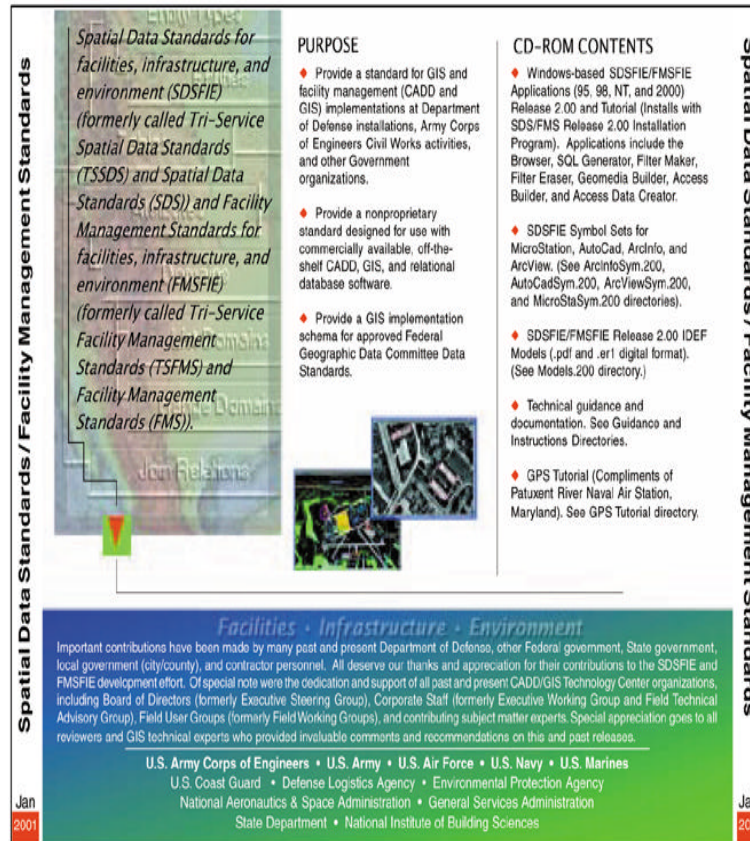 Spatial Data Standards / Facility Management Standards
Jan
2001
Spatial Data Standards for
facilities, infrastructure, and
environment (SDSFIE)
(formerly called Tri-Service
Spatial Data Standards
(TSSDS) and Spatial Data
Standards (SDS)) and Facility
Management Standards for
facilities, infrastructure, and
environment (FMSFIE)
(formerly called Tri-Service
Facility Management
Standards (TSFMS) and
Facility Management
Standards (FMS)).
Join Relations
PURPOSE
♦ Provide a standard for GIS and
facility management (CADD
and GIS) implementations at
Department
of Defense installations, Army Corps
of Engineers Civil Works activities,
and other Government
organizations.
♦ Provide a nonproprietary
standard designed for use with
commercially available, off-the-
shelf CADD, GIS, and relational
database software.
♦ Provide a GIS implementation
schema for approved Federal
Geographic Data Committee Data
Standards.
CD-ROM CONTENTS
♦ Windows-based SDSFIE/FMSFIE
Applications (95, 98, NT, and 2000)
Release 2.00 and Tutorial (Installs with
SDS/FMS Release 2.00 Installation
Program). Applications include the
Browser, SQL Generator, Filter Maker,
Filter Eraser, Geomedia Builder, Access
Builder, and Access Data Creator.
♦ SDSFIE Symbol Sets for
MicroStation, AutoCad, ArcInfo, and
ArcView. (See ArcInfoSym.200,
AutoCadSym.200, ArcViewSym.200,
and MicroStaSym.200 directories).
♦ SDSFIE/FMSFIE Release 2.00 IDEF
Models (.pdf and .er1 digital format).
(See Models.200 directory.)
♦ Technical guidance and
documentation. See Guidance and
Instructions Directories.
♦ GPS Tutorial (Compliments of
Patuxent River Naval Air Station,
Maryland). See GPS Tutorial directory.
Facilities • Infrastructure • Environment
Important contributions have been made by many past and present Department of Defense, other Federal government, State government,
local government (city/county), and contractor personnel. All deserve our thanks and appreciation for their contributions to the SDSFIE and
FMSFIE development effort. Of special note were the dedication and support of all past and present CADD/GIS Technology Center organizations,
including Board of Directors (formerly Executive Steering Group), Corporate Staff (formerly Executive Working Group and Field Technical
Advisory Group), Field User Groups (formerly Field Working Groups), and contributing subject matter experts. Special appreciation goes to all
reviewers and GIS technical experts who provided invaluable comments and recommendations on this and past releases.
U.S. Army Corps of Engineers • U.S. Army • U.S. Air Force • U.S. Navy • U.S. Marines
U.S. Coast Guard • Defense Logistics Agency • Environmental Protection Agency
National Aeronautics & Space Administration • General Services Administration
State Department • National Institute of Building Sciences